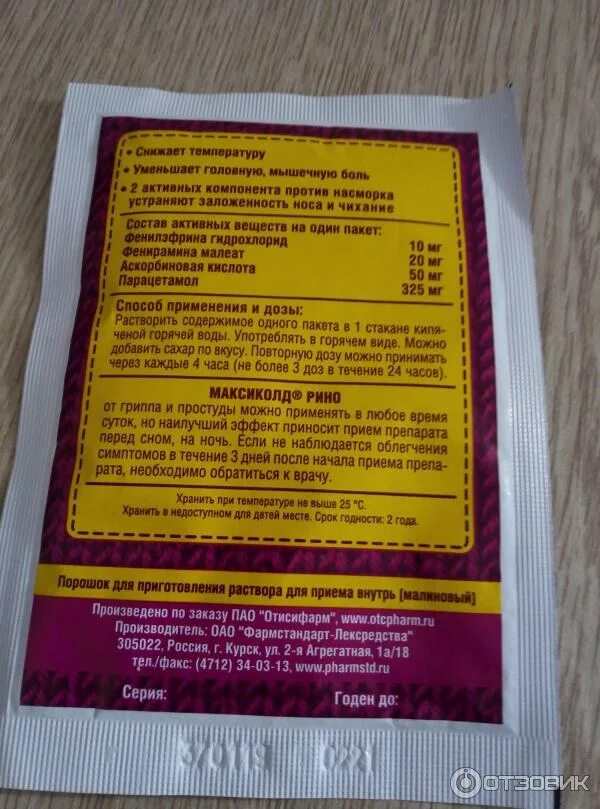 • Снижает температуру
• Уменьшает головную, мышечную боль
• 2 активных компонента против насморка
устраняют заложенность носа и чихание
Состав активных веществ на один пакет:
Фенилэфрина гидрохлорид 10 мг
Фенирамина малеат 20 мг
Аскорбиновая кислота 50 мг
Парацетамол 325 мг
Способ применения и дозы:
Растворить содержимое одного пакета в 1 стакане кипя-
ченой горячей воды. Употреблять в горячем виде. Можно
добавить сахар по вкусу. Повторную дозу можно принимать
через каждые 4 часа (не более 3 доз в течение 24 часов).
МАКСИКОЛД® РИНО
от гриппа и простуды можно применять в любое время
суток, но наилучший эффект приносит прием препарата
перед сном, на ночь. Если не наблюдается облегчения
симптомов в течение 3 дней после начала приема препа-
рата, необходимо обратиться к врачу.
Хранить при температуре не выше 25 °С.
Хранить в недоступном для детей месте. Срок годности: 2 года.
Порошок для приготовления раствора для приема внутрь [малиновый]
Произведено по заказу ПАО "Отисифарм", www.otcpharm.ru
Производитель: ОАО "Фармстандарт-Лексредства"
305022, Россия, г. Курск, ул. 2-я Агрегатная, 1а/18
тел./факс: (4712) 34-03-13, www.pharmstd.ru
Серия: Годен до:
370119 0221
ОТЗОВИК